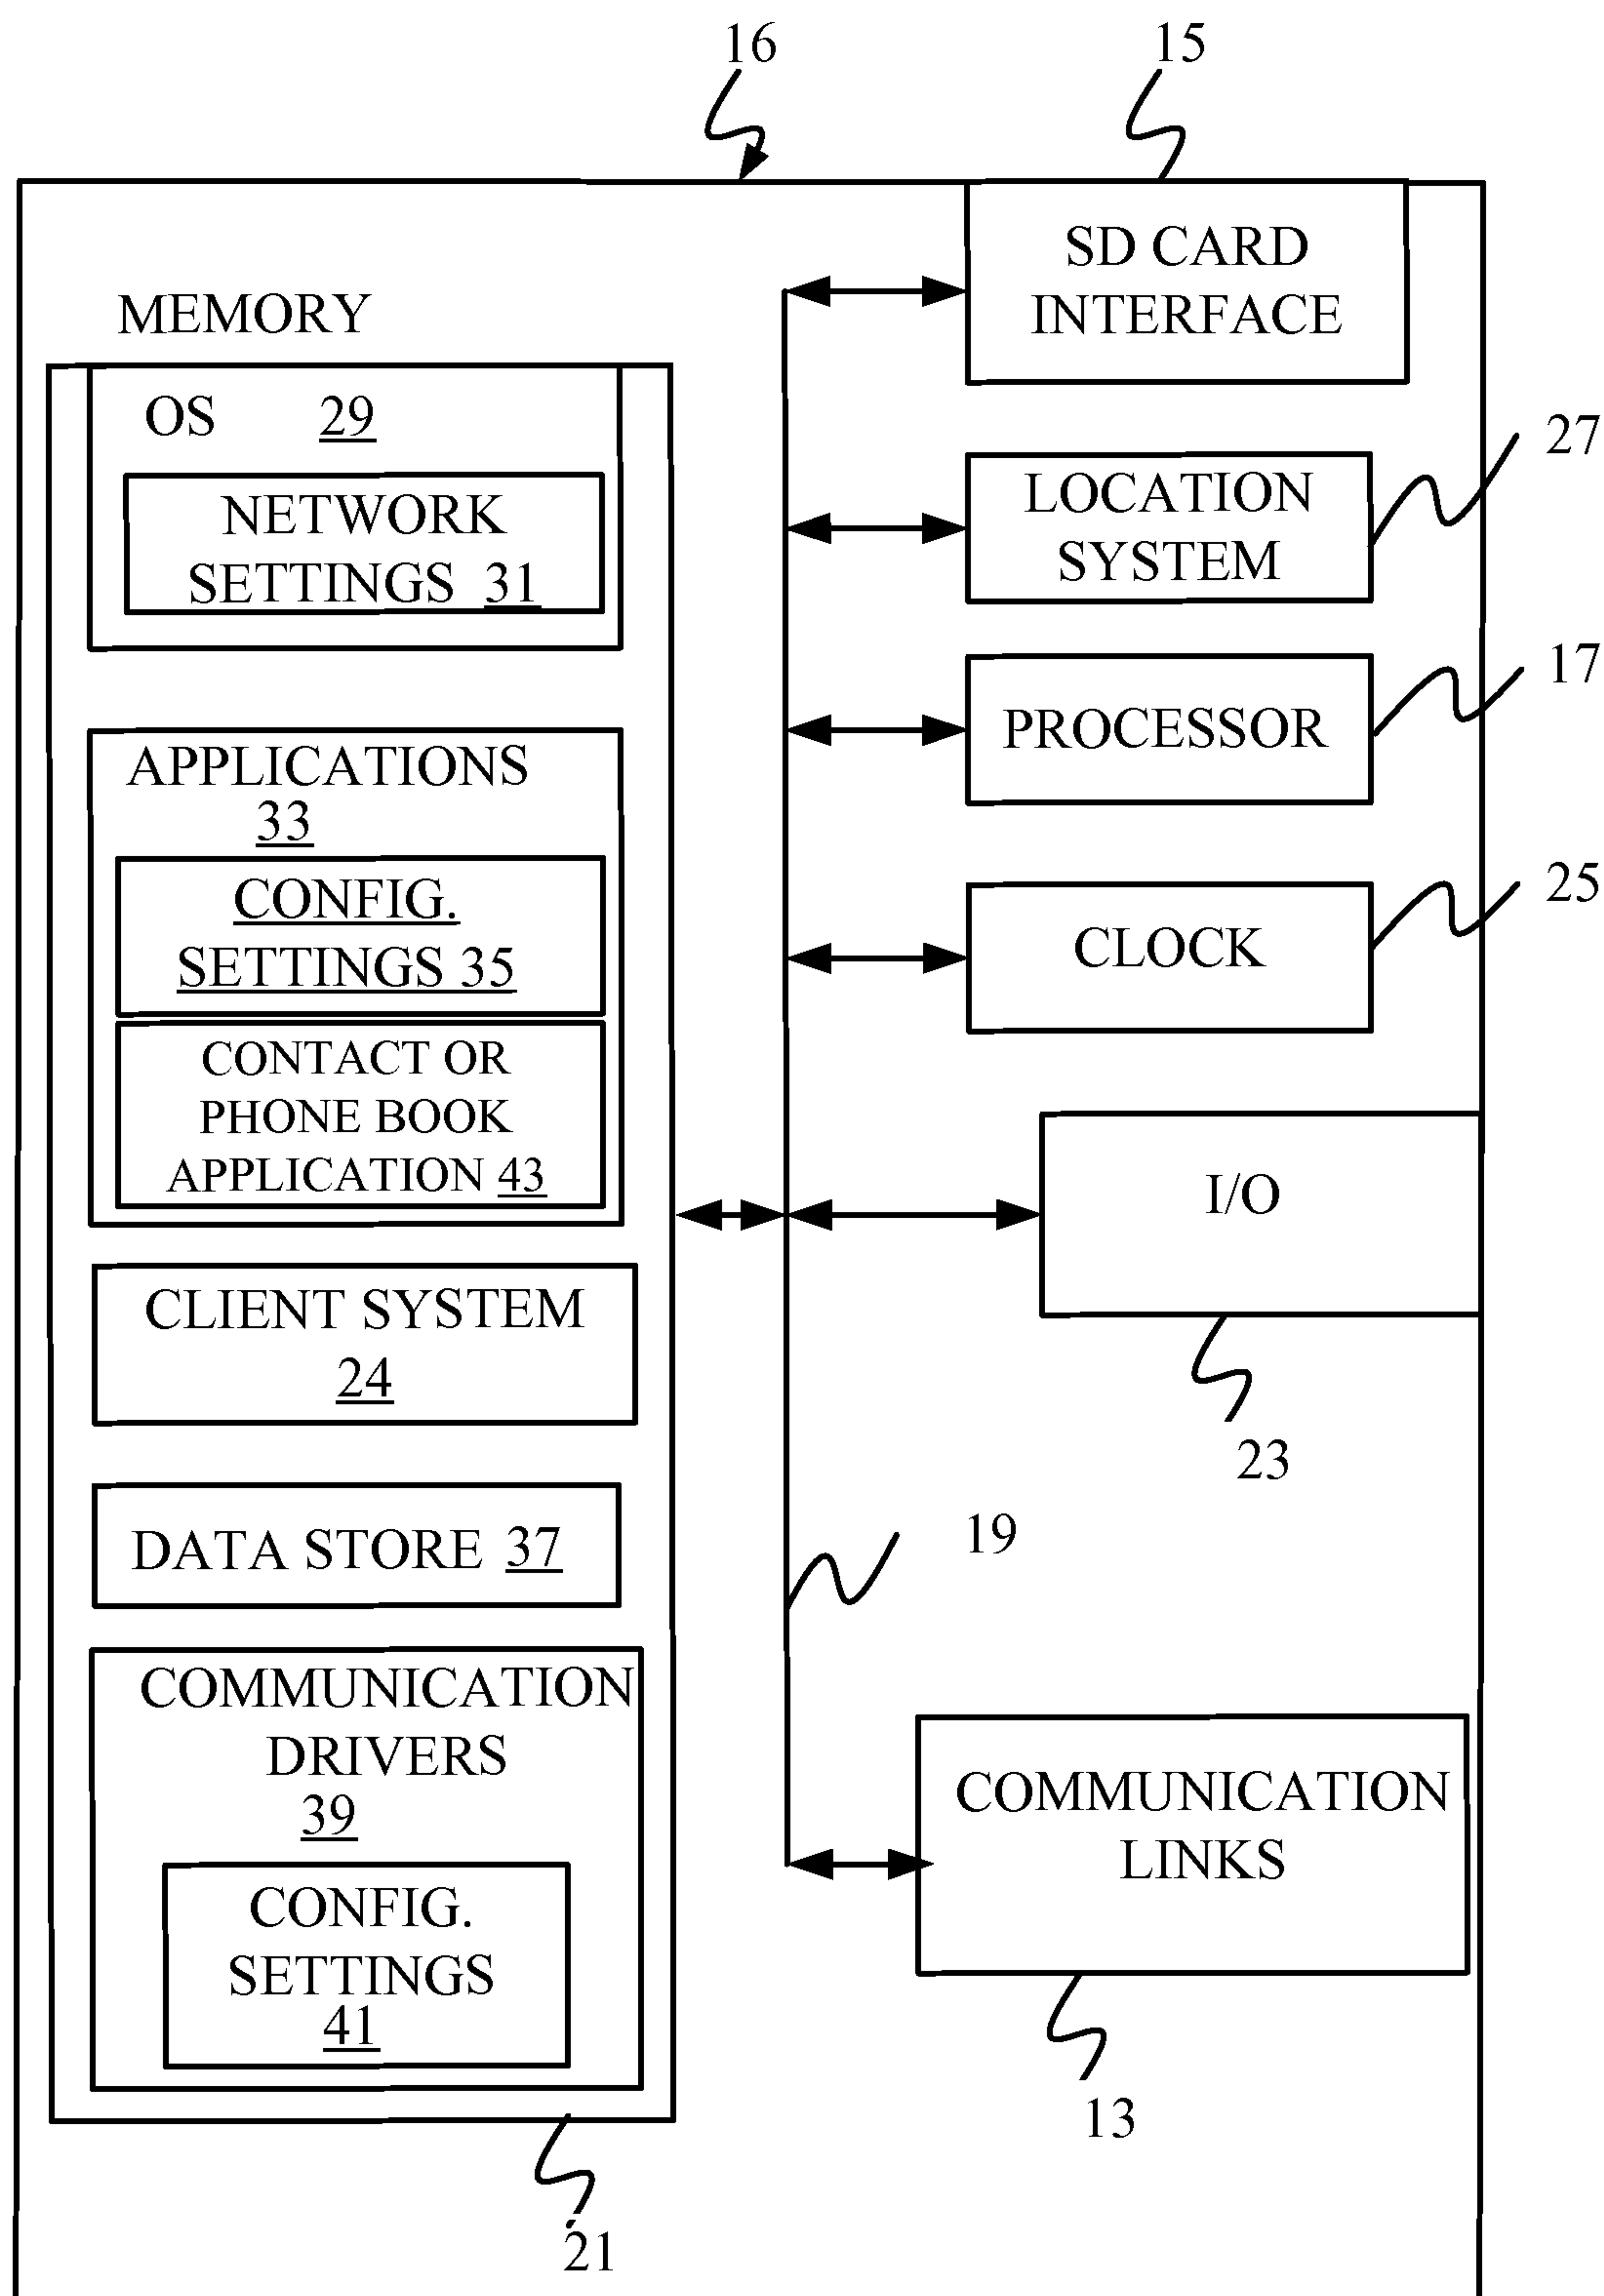 16
15
SD CARD
INTERFACE
MEMORY
OS 29
NETWORK
SETTINGS 31
27
LOCATION
SYSTEM
17
PROCESSOR
APPLICATIONS
33
CONFIG.
SETTINGS 35
25
CLOCK
CONTACT OR
PHONE BOOK
APPLICATION 43
I/O
CLIENT SYSTEM
24
23
19
DATA STORE 37
COMMUNICATION
DRIVERS
39
CONFIG.
SETTINGS
41
COMMUNICATION
LINKS
13
21